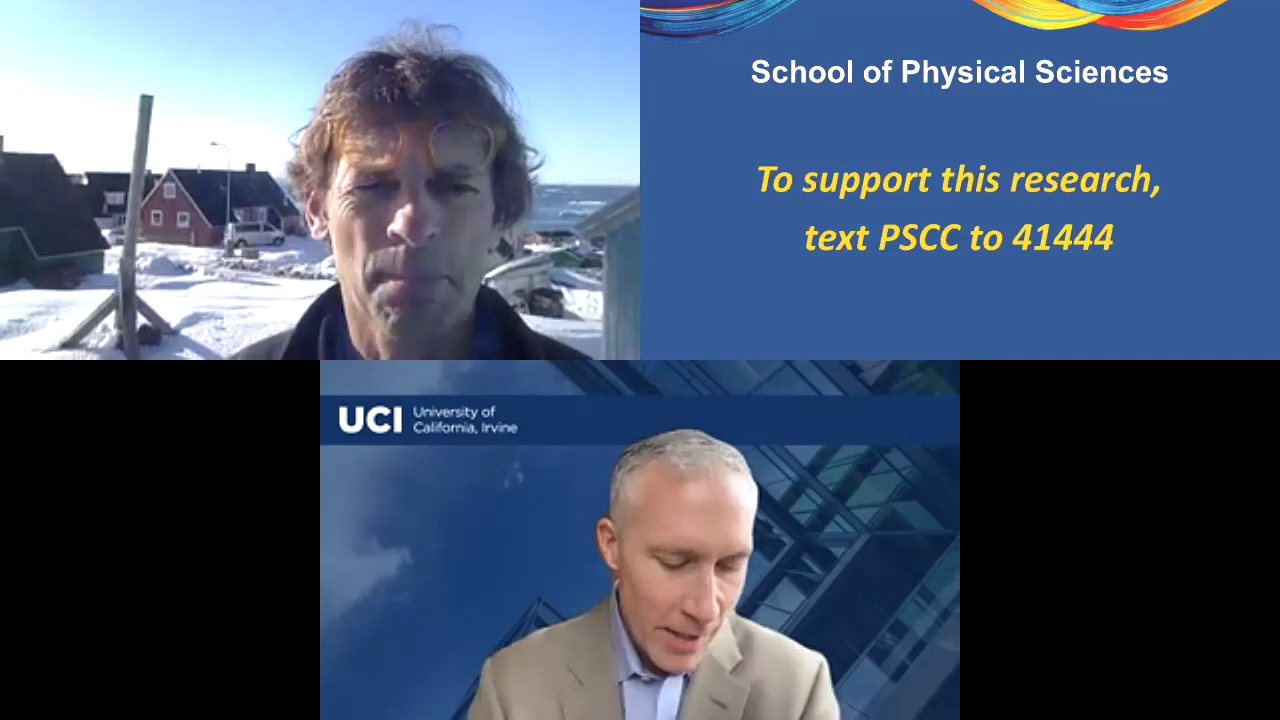 School of Physical Sciences
To support this research,
text PSCC to 41444
UCI
University of
California, Irvine